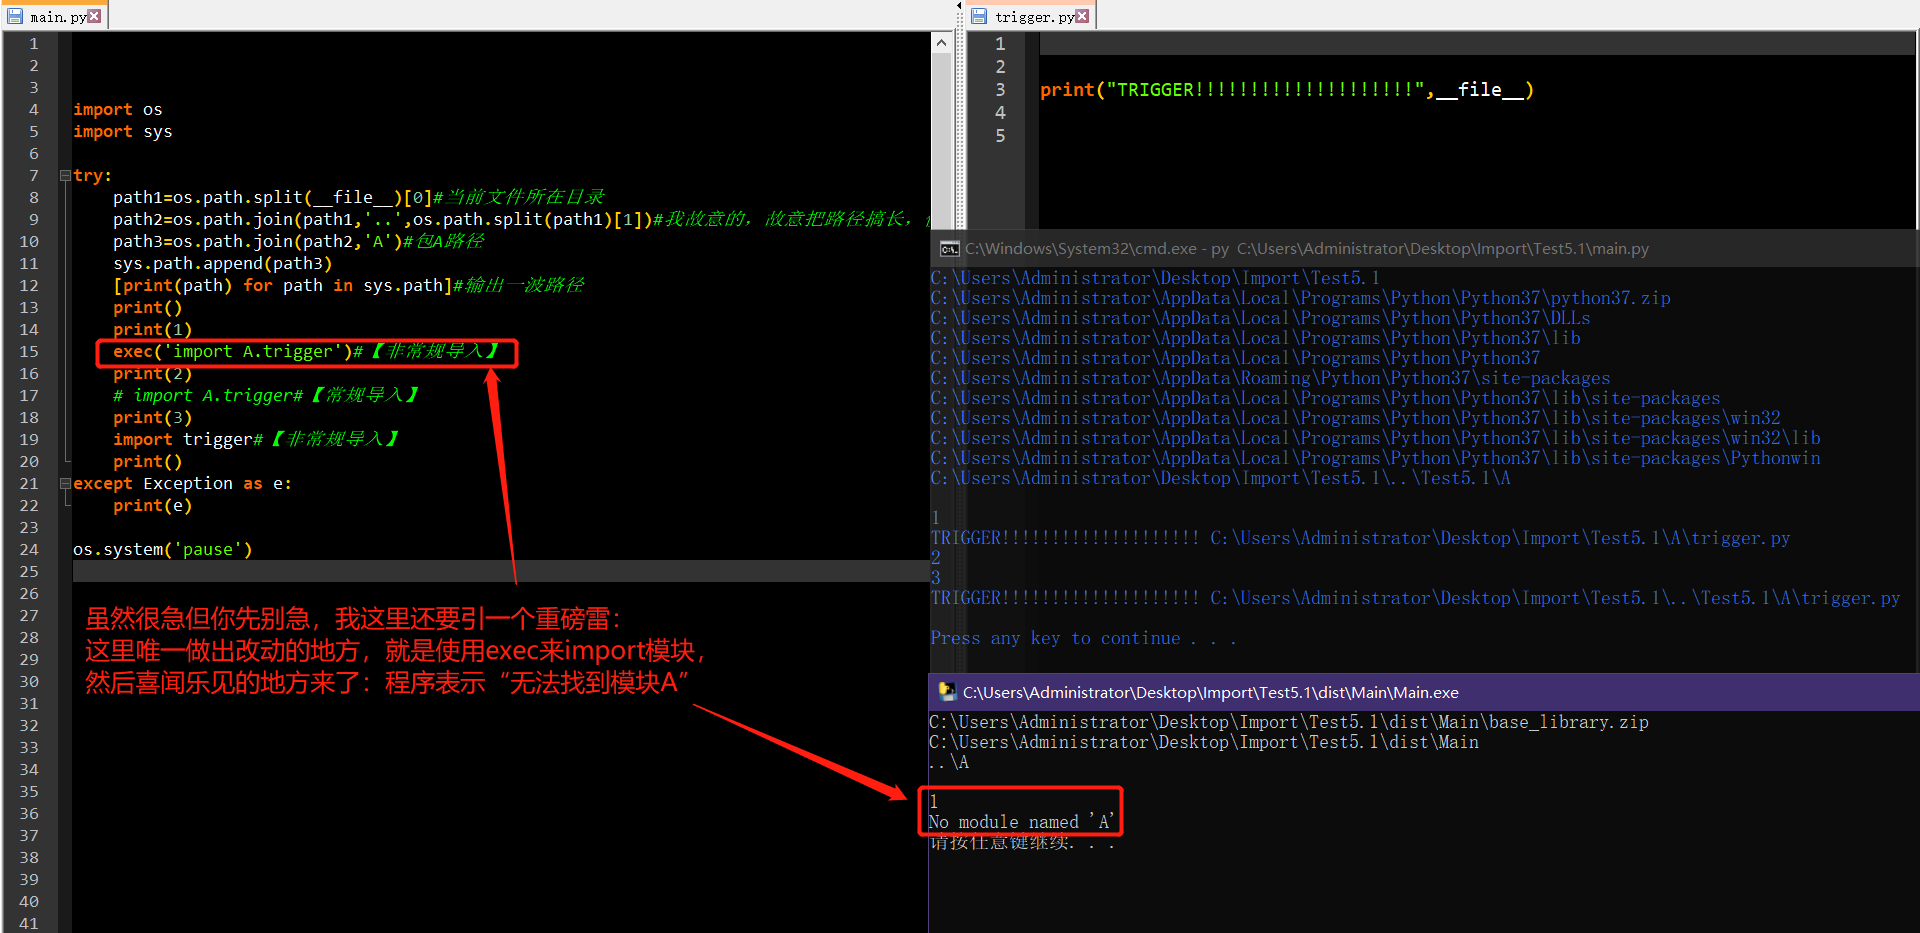 main.py
1
2
3
4 import os
5 import sys
6
7 try:
8 path1=os.path.split(__file__)[0]#当前文件所在目录
9 path2=os.path.join(path1,'..',os.path.split(path1)[1])#我故意的，故意把路径搞长，
10 path3=os.path.join(path2,'A')#包A路径
11 sys.path.append(path3)
12 [print(path) for path in sys.path]#输出一波路径
13 print()
14 print(1)
15 exec('import A.trigger')#【非常规导入】
16 print(2)
17 # import A.trigger#【常规导入】
18 print(3)
19 import trigger#【非常规导入】
20 print()
21 except Exception as e:
22 print(e)
23
24 os.system('pause')
25
26
27
28
29
30
31
32
33
34
35
36
37
38
39
40
41
虽然很急但你先别急，我这里还要引一个重磅雷：
这里唯一做出改动的地方，就是使用exec来import模块，
然后喜闻乐见的地方来了：程序表示“无法找到模块A”
trigger.py
1
2
3 print("TRIGGER!!!!!!!!!!!!!!!!!!!!",__file__)
4
5
C:\Windows\System32\cmd.exe - py C:\Users\Administrator\Desktop\Import\Test5.1\main.py
C:\Users\Administrator\Desktop\Import\Test5.1
C:\Users\Administrator\AppData\Local\Programs\Python\Python37\python37.zip
C:\Users\Administrator\AppData\Local\Programs\Python\Python37\DLLs
C:\Users\Administrator\AppData\Local\Programs\Python\Python37\lib
C:\Users\Administrator\AppData\Local\Programs\Python\Python37
C:\Users\Administrator\AppData\Roaming\Python\Python37\site-packages
C:\Users\Administrator\AppData\Local\Programs\Python\Python37\lib\site-packages
C:\Users\Administrator\AppData\Local\Programs\Python\Python37\lib\site-packages\win32
C:\Users\Administrator\AppData\Local\Programs\Python\Python37\lib\site-packages\win32\lib
C:\Users\Administrator\AppData\Local\Programs\Python\Python37\lib\site-packages\Pythonwin
C:\Users\Administrator\Desktop\Import\Test5.1\..\Test5.1\A
1
TRIGGER!!!!!!!!!!!!!!!!!!!! C:\Users\Administrator\Desktop\Import\Test5.1\A\trigger.py
2
3
TRIGGER!!!!!!!!!!!!!!!!!!!! C:\Users\Administrator\Desktop\Import\Test5.1\..\Test5.1\A\trigger.py
Press any key to continue . . .
C:\Users\Administrator\Desktop\Import\Test5.1\dist\Main\Main.exe
C:\Users\Administrator\Desktop\Import\Test5.1\dist\Main\base_library.zip
C:\Users\Administrator\Desktop\Import\Test5.1\dist\Main
..\A
1
No module named 'A'
请按任意键继续. . .